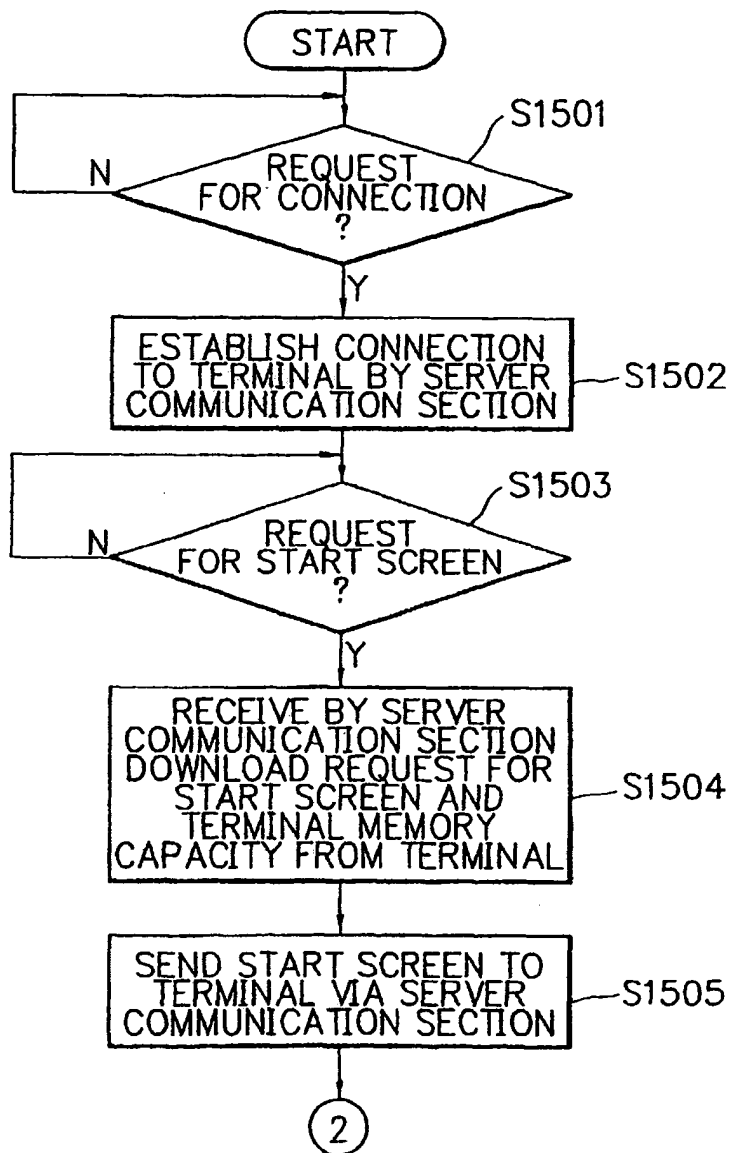 START
S1501
REQUEST
FOR CONNECTION
?
N
Y
ESTABLISH CONNECTION
TO TERMINAL BY SERVER
COMMUNICATION SECTION
S1502
S1503
REQUEST
FOR START SCREEN
?
N
Y
RECEIVE BY SERVER
COMMUNICATION SECTION
DOWNLOAD REQUEST FOR
START SCREEN AND
TERMINAL MEMORY
CAPACITY FROM TERMINAL
S1504
SEND START SCREEN TO
TERMINAL VIA SERVER
COMMUNICATION SECTION
S1505
2